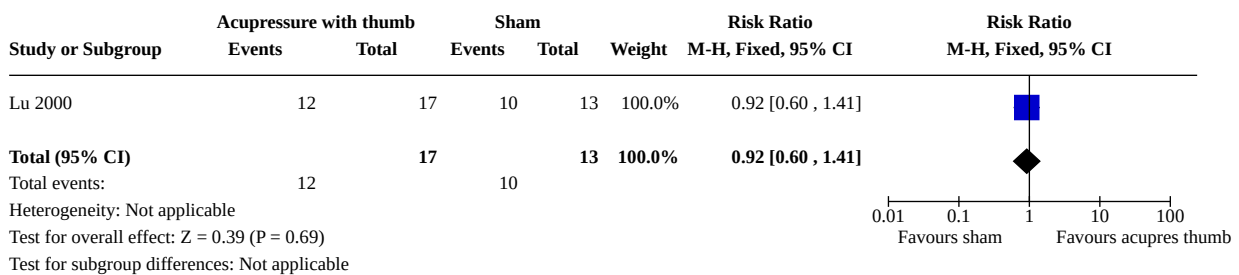 Acupressure with thumb Sham Risk Ratio Risk Ratio
Study or Subgroup Events Total Events Total Weight M-H, Fixed, 95% CI M-H, Fixed, 95% CI
Lu 2000 12 17 10 13 100.0% 0.92 [0.60 , 1.41]
Total (95% CI) 17 13 100.0% 0.92 [0.60 , 1.41]
Total events: 12 10
Heterogeneity: Not applicable
0.01 0.1 1 10 100
Test for overall effect: Z = 0.39 (P = 0.69) Favours sham Favours acupres thumb
Test for subgroup differences: Not applicable